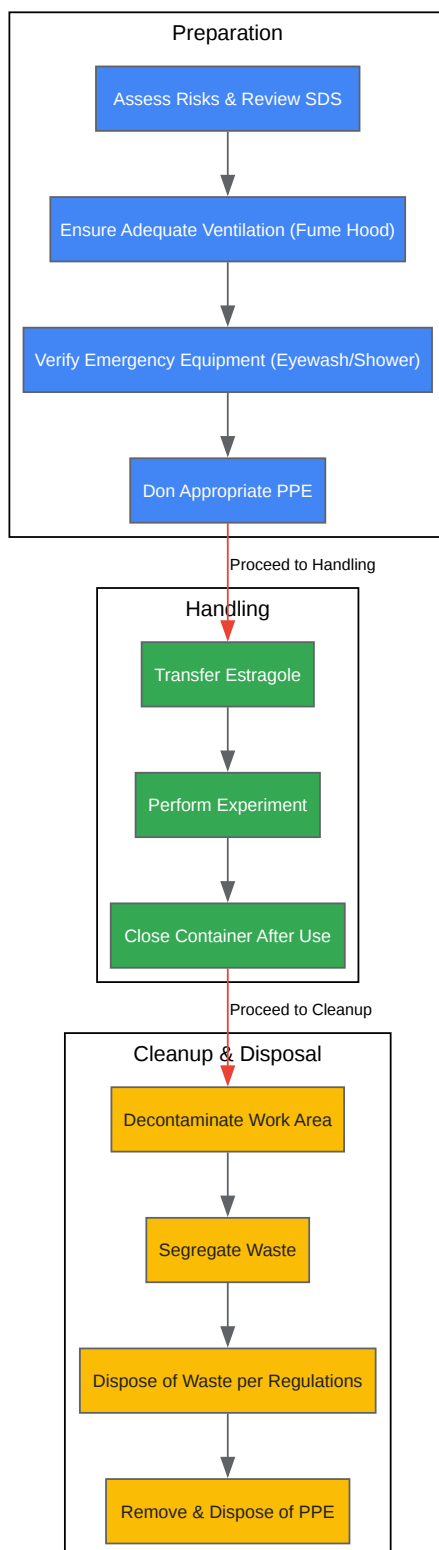 Preparation
Assess Risks & Review SDS
Ensure Adequate Ventilation (Fume Hood)
Verify Emergency Equipment (Eyewash/Shower)
Don Appropriate PPE
Proceed to Handling
Handling
Transfer Estragole
Perform Experiment
Close Container After Use
Proceed to Cleanup
Cleanup & Disposal
Decontaminate Work Area
Segregate Waste
Dispose of Waste per Regulations
Remove & Dispose of PPE